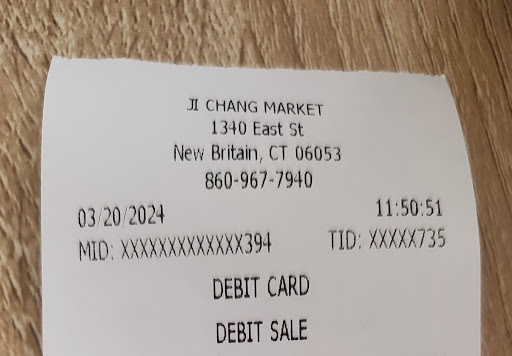 JI CHANG MARKET
1340 East St
New Britain, CT 06053
860-967-7940
03/20/2024 11:50:51
MID: XXXXXXXXXXXXX394 TID: XXXXX735
DEBIT CARD
DEBIT SALE